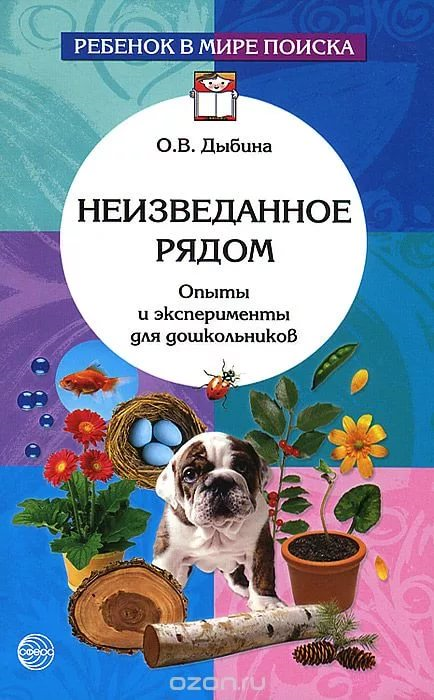 РЕБЕНОК В МИРЕ ПОИСКА
О.В. Дыбина
НЕИЗВЕДАННОЕ
РЯДОМ
Опыты
и эксперименты
для дошкольников
сфера
ozon.ru